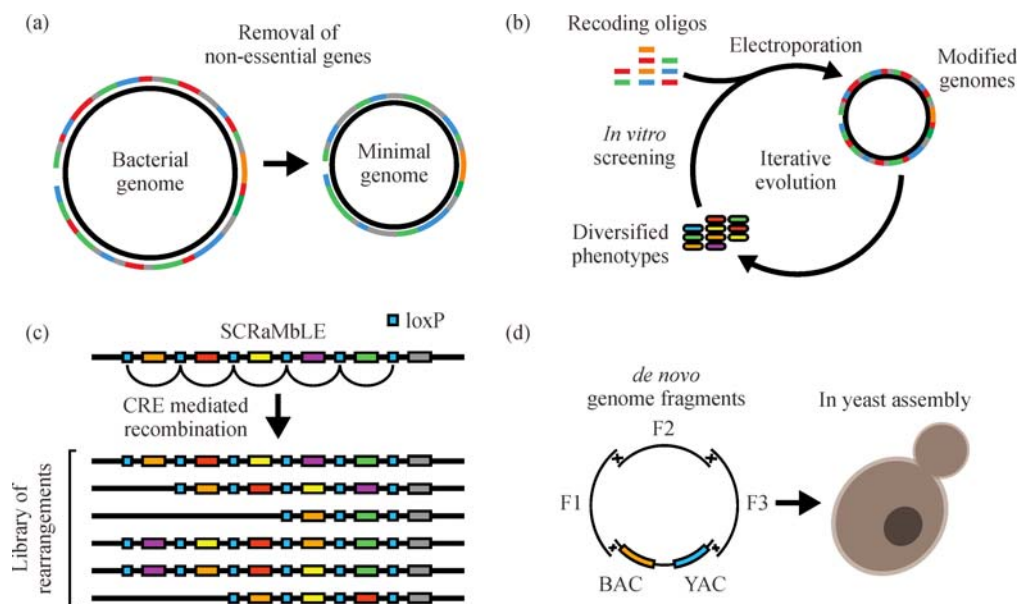 (a)
Removal of
non-essential genes
Bacterial
genome
Minimal
genome
(b)
Recoding oligos
Electroporation
Modified
genomes
In vitro
screening
Iterative
evolution
Diversified
phenotypes
(c)
SCRaMbLE
loxP
CRE mediated
recombination
Library of
rearrangements
(d)
de novo
genome fragments
In yeast assembly
F2
F1
F3
BAC
YAC